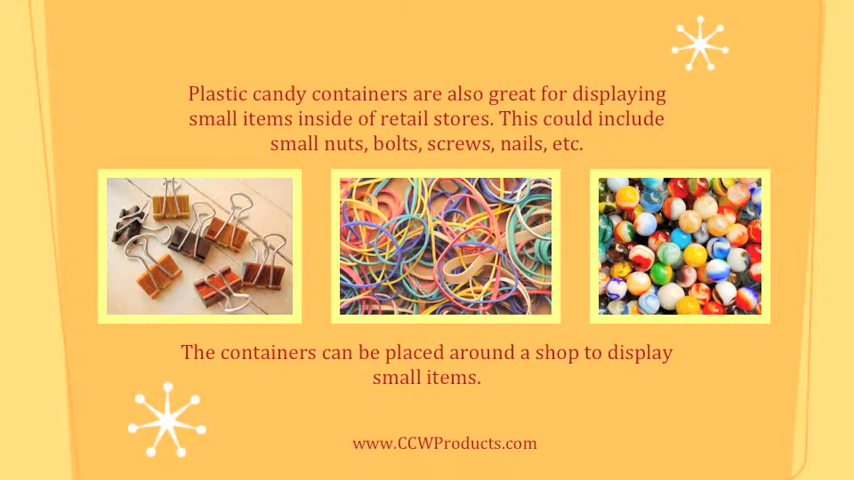 Plastic candy containers are also great for displaying
small items inside of retail stores. This could include
small nuts, bolts, screws, nails, etc.
The containers can be placed around a shop to display
small items.
www.CCWProducts.com